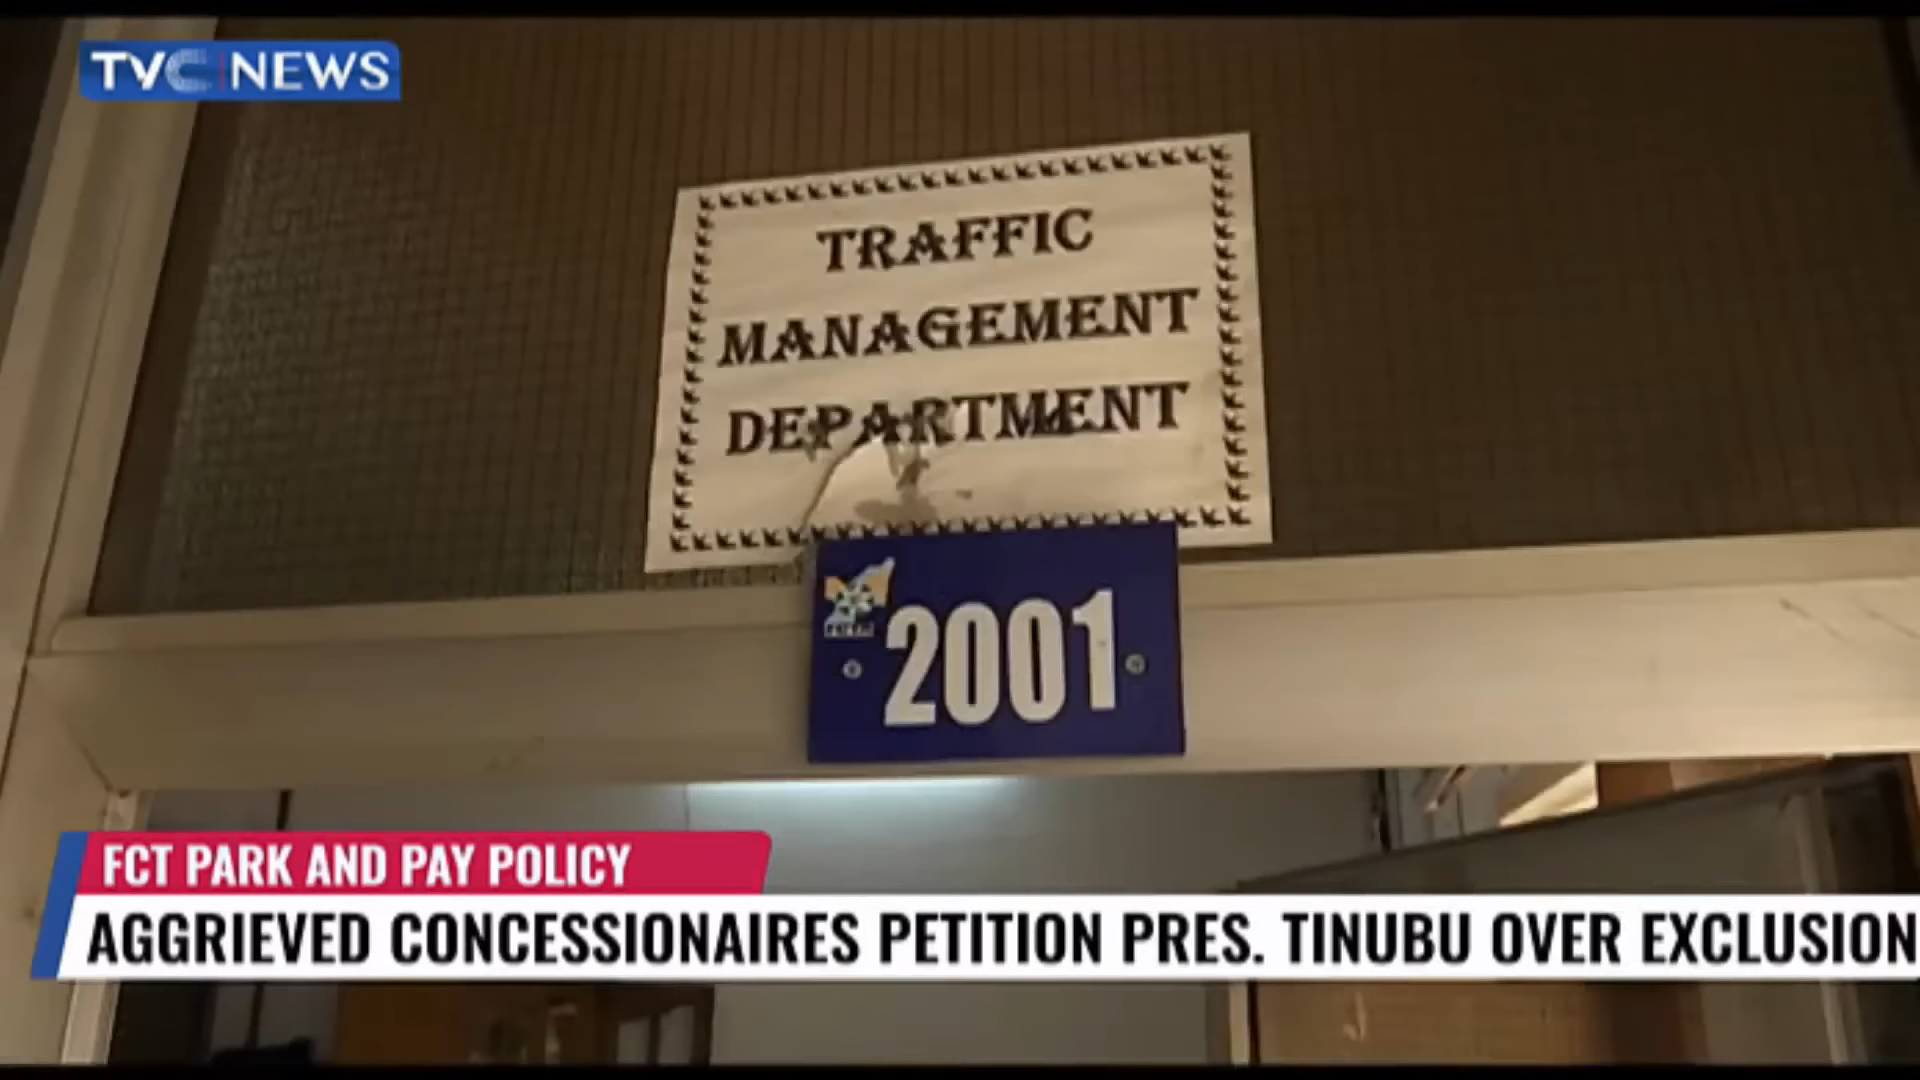 TVC NEWS
TRAFFIC
MANAGEMENT
DEPARTMENT
2001
FCT PARK AND PAY POLICY
AGGRIEVED CONCESSIONAIRES PETITION PRES. TINUBU OVER EXCLUSION